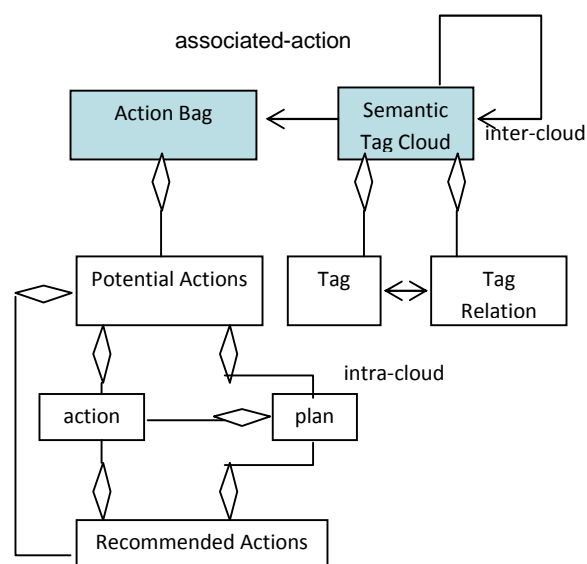 associated-action
Action Bag
Semantic
Tag Cloud
inter-cloud
Potential Actions
Tag
Tag
Relation
intra-cloud
action
plan
Recommended Actions